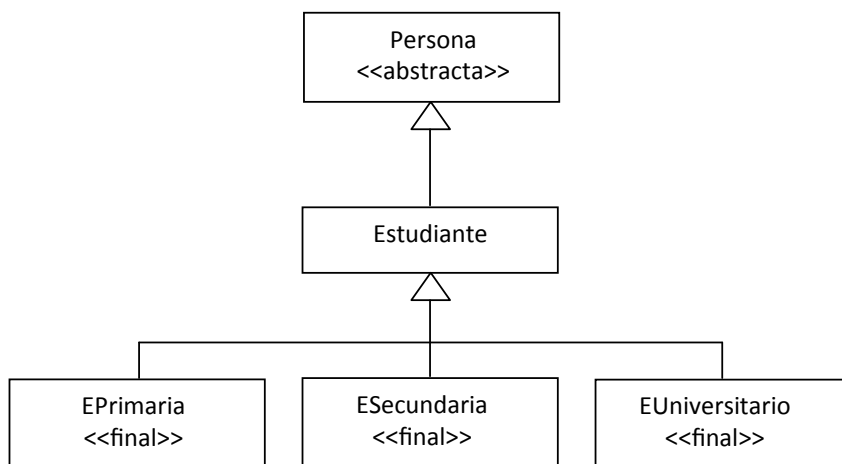 Persona
<<abstracta>>
Estudiante
EPrimaria
<<final>>
ESecundaria
<<final>>
EUniversitario
<<final>>